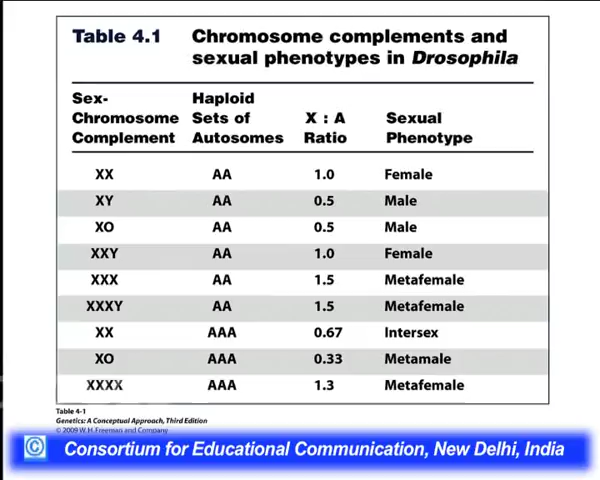 Table 4.1 Chromosome complements and
sexual phenotypes in Drosophila
Sex- Haploid
Chromosome Sets of X : A Sexual
Complement Autosomes Ratio Phenotype
XX AA 1.0 Female
XY AA 0.5 Male
XO AA 0.5 Male
XXY AA 1.0 Female
XXX AA 1.5 Metafemale
XXXY AA 1.5 Metafemale
XX AAA 0.67 Intersex
XO AAA 0.33 Metamale
XXXX AAA 1.3 Metafemale
Table 4-1
Genetics: A Conceptual Approach, Third Edition
© 2009 W. H. Freeman and Company
© Consortium for Educational Communication, New Delhi, India